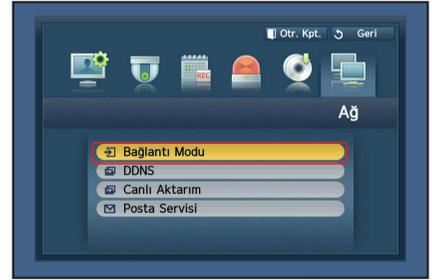 Otr. Kpt. Geri
REC
Ağ
Bağlantı Modu
DDNS
Canlı Aktarım
Posta Servisi